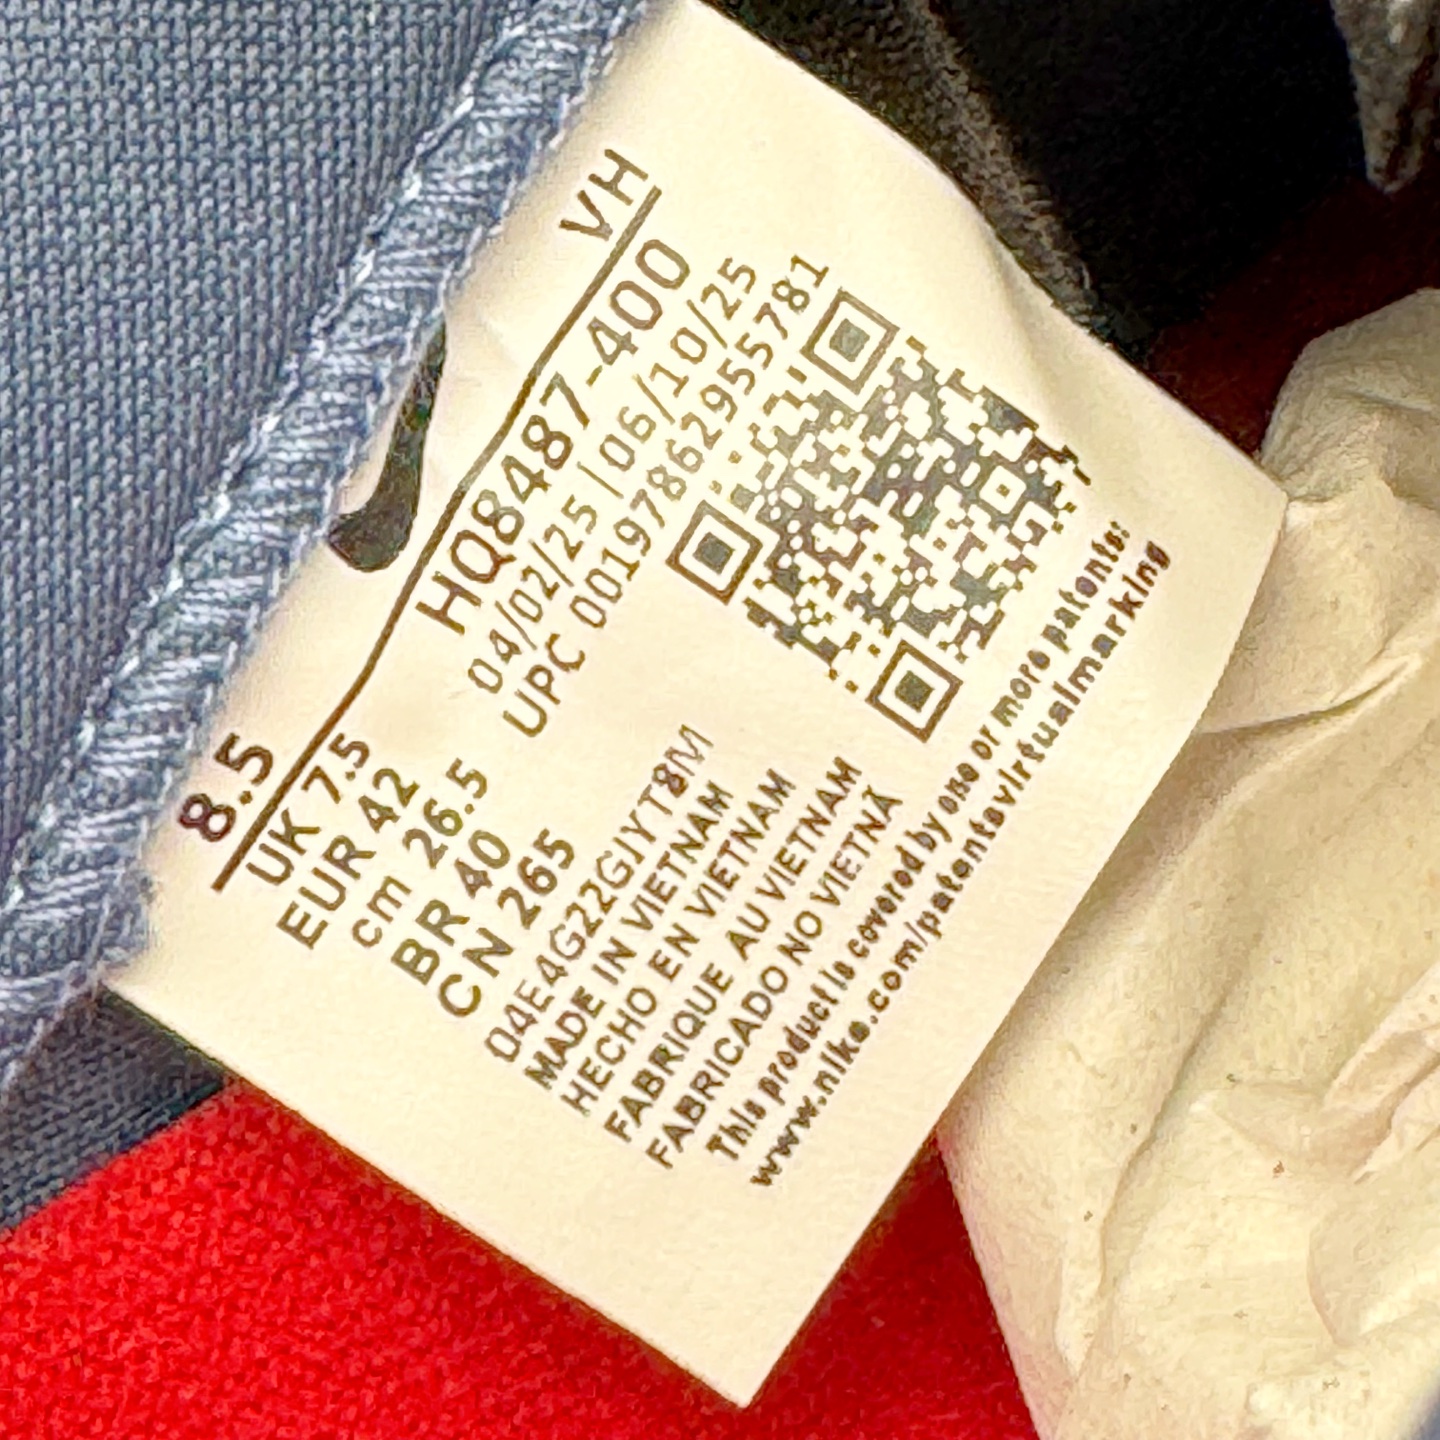 8.5 VH
UK 7.5
EUR 42
cm 26.5
BR 40
CN 265
HQ8487-400
04/02/25 | 06/10/25
UPC 00197862955781
04E4G2ZGIYT8M
MADE IN VIETNAM
HECHO EN VIETNAM
FABRIQUE AU VIETNAM
FABRICADO NO VIETNÃ
This product is covered by one or more patents:
www.nike.com/patentsvirtualmarking